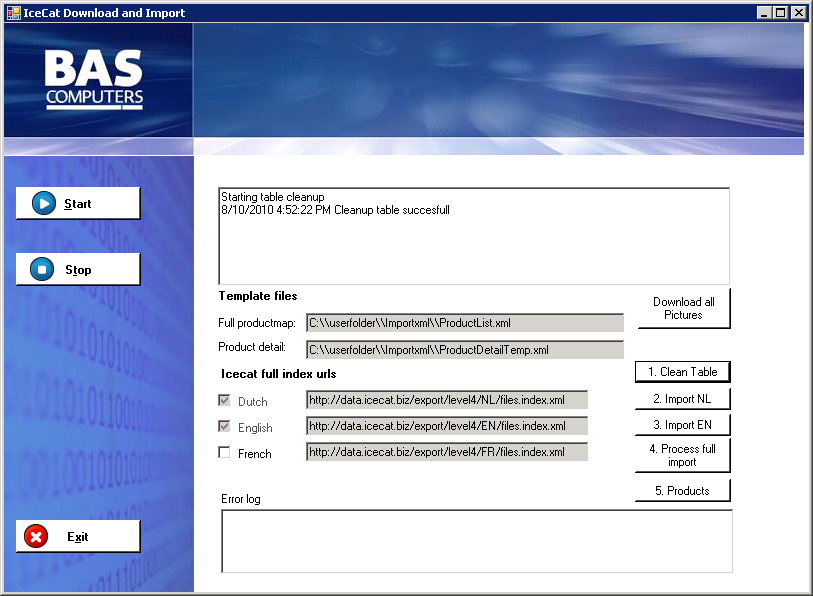 IceCat Download and Import
BAS
COMPUTERS
Start
Stop
Exit
Starting table cleanup
8/10/2010 4:52:22 PM Cleanup table succesfull
Template files
Full productmap: C:\\userfolder\\Importxml\\ProductList.xml
Product detail: C:\\userfolder\\Importxml\\ProductDetailTemp.xml
Download all
Pictures
Icecat full index urls
Dutch http://data.icecat.biz/export/level4/NL/files.index.xml
English http://data.icecat.biz/export/level4/EN/files.index.xml
French http://data.icecat.biz/export/level4/FR/files.index.xml
1. Clean Table
2. Import NL
3. Import EN
4. Process full
import
5. Products
Error log